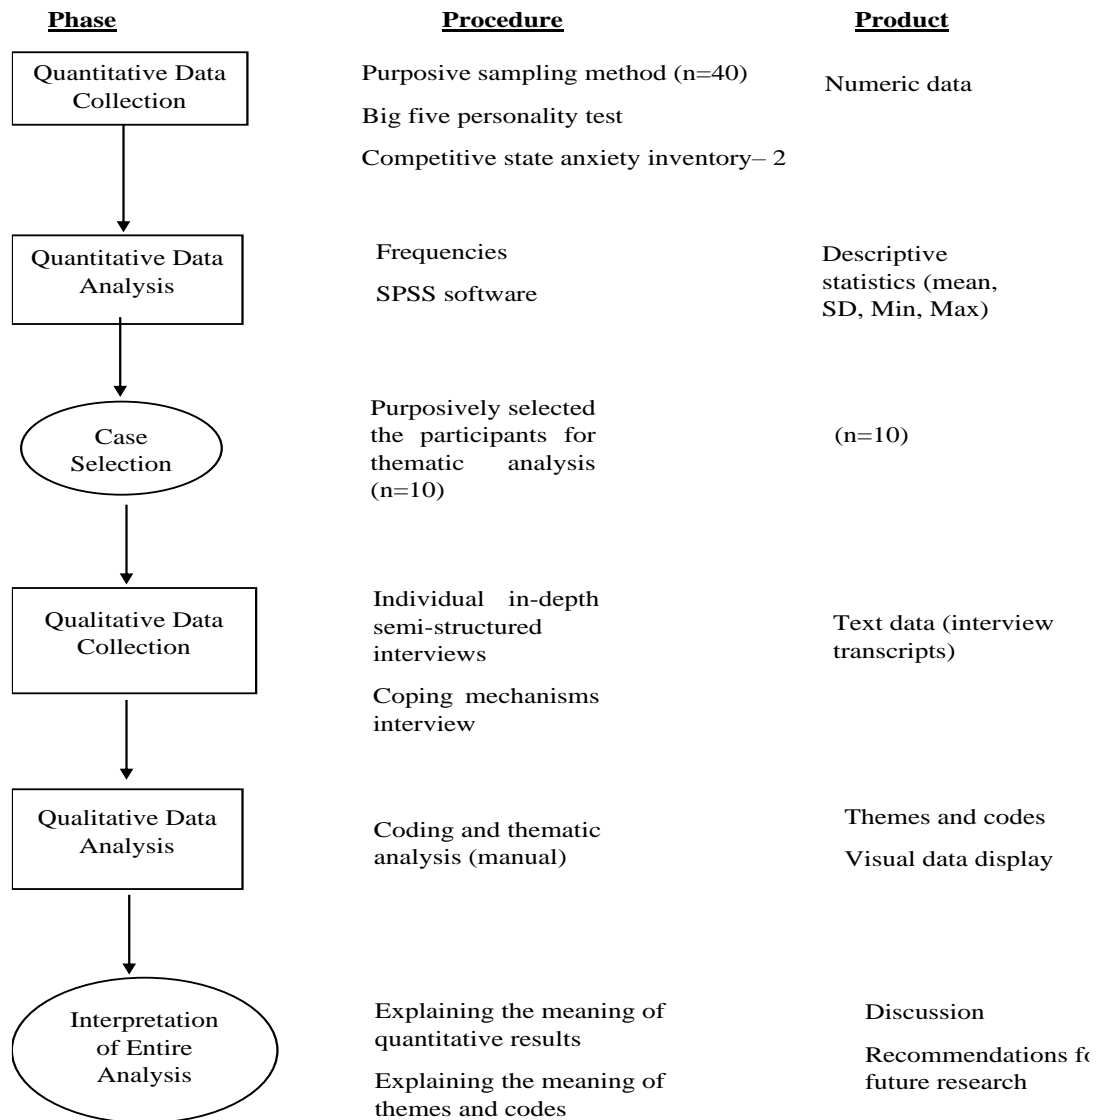 Phase Procedure Product
Quantitative Data
Collection
Purposive sampling method (n=40)
Big five personality test
Competitive state anxiety inventory– 2
Numeric data
Quantitative Data
Analysis
Frequencies
SPSS software
Descriptive
statistics (mean,
SD, Min, Max)
Case
Selection
Purposively selected
the participants for
thematic analysis
(n=10)
(n=10)
Qualitative Data
Collection
Individual in-depth
semi-structured
interviews
Coping mechanisms
interview
Text data (interview
transcripts)
Qualitative Data
Analysis
Coding and thematic
analysis (manual)
Themes and codes
Visual data display
Interpretation
of Entire
Analysis
Explaining the meaning of
quantitative results
Explaining the meaning of
themes and codes
Discussion
Recommendations
future research